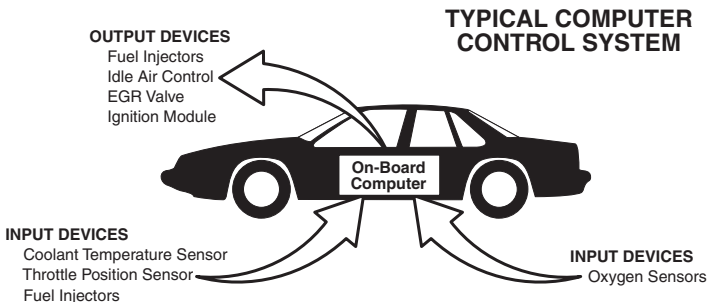 TYPICAL COMPUTER
CONTROL SYSTEM
OUTPUT DEVICES
Fuel Injectors
Idle Air Control
EGR Valve
Ignition Module
On-Board
Computer
INPUT DEVICES
Coolant Temperature Sensor
Throttle Position Sensor
Fuel Injectors
INPUT DEVICES
Oxygen Sensors